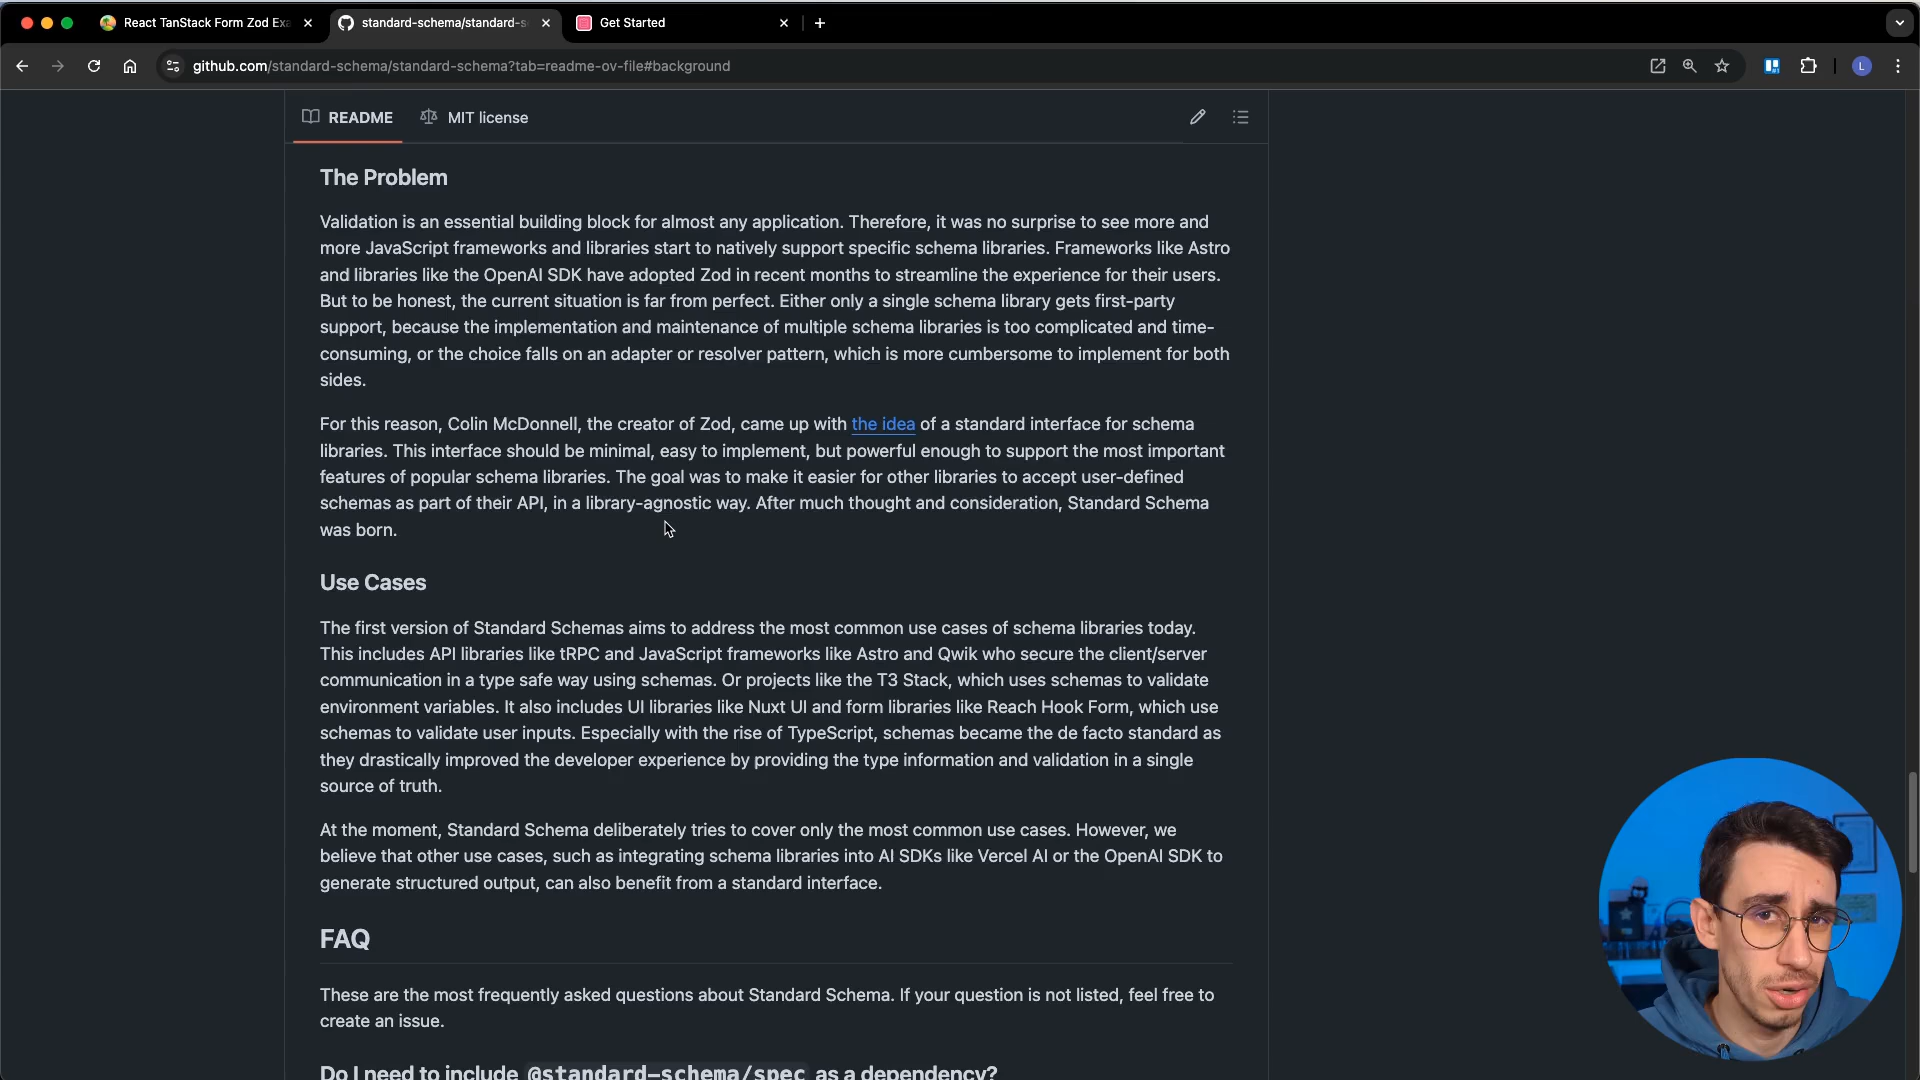 React TanStack Form Zod Exa
standard-schema/standard-s
Get Started
github.com/standard-schema/standard-schema?tab=readme-ov-file#background
L
README
MIT license
The Problem
Validation is an essential building block for almost any application. Therefore, it was no surprise to see more and
more JavaScript frameworks and libraries start to natively support specific schema libraries. Frameworks like Astro
and libraries like the OpenAI SDK have adopted Zod in recent months to streamline the experience for their users.
But to be honest, the current situation is far from perfect. Either only a single schema library gets first-party
support, because the implementation and maintenance of multiple schema libraries is too complicated and time-
consuming, or the choice falls on an adapter or resolver pattern, which is more cumbersome to implement for both
sides.
For this reason, Colin McDonnell, the creator of Zod, came up with the idea of a standard interface for schema
libraries. This interface should be minimal, easy to implement, but powerful enough to support the most important
features of popular schema libraries. The goal was to make it easier for other libraries to accept user-defined
schemas as part of their API, in a library-agnostic way. After much thought and consideration, Standard Schema
was born.
Use Cases
The first version of Standard Schemas aims to address the most common use cases of schema libraries today.
This includes API libraries like tRPC and JavaScript frameworks like Astro and Qwik who secure the client/server
communication in a type safe way using schemas. Or projects like the T3 Stack, which uses schemas to validate
environment variables. It also includes UI libraries like Nuxt UI and form libraries like Reach Hook Form, which use
schemas to validate user inputs. Especially with the rise of TypeScript, schemas became the de facto standard as
they drastically improved the developer experience by providing the type information and validation in a single
source of truth.
At the moment, Standard Schema deliberately tries to cover only the most common use cases. However, we
believe that other use cases, such as integrating schema libraries into AI SDKs like Vercel AI or the OpenAI SDK to
generate structured output, can also benefit from a standard interface.
FAQ
These are the most frequently asked questions about Standard Schema. If your question is not listed, feel free to
create an issue.
Do I need to include @standard-schema/spec as a dependency?